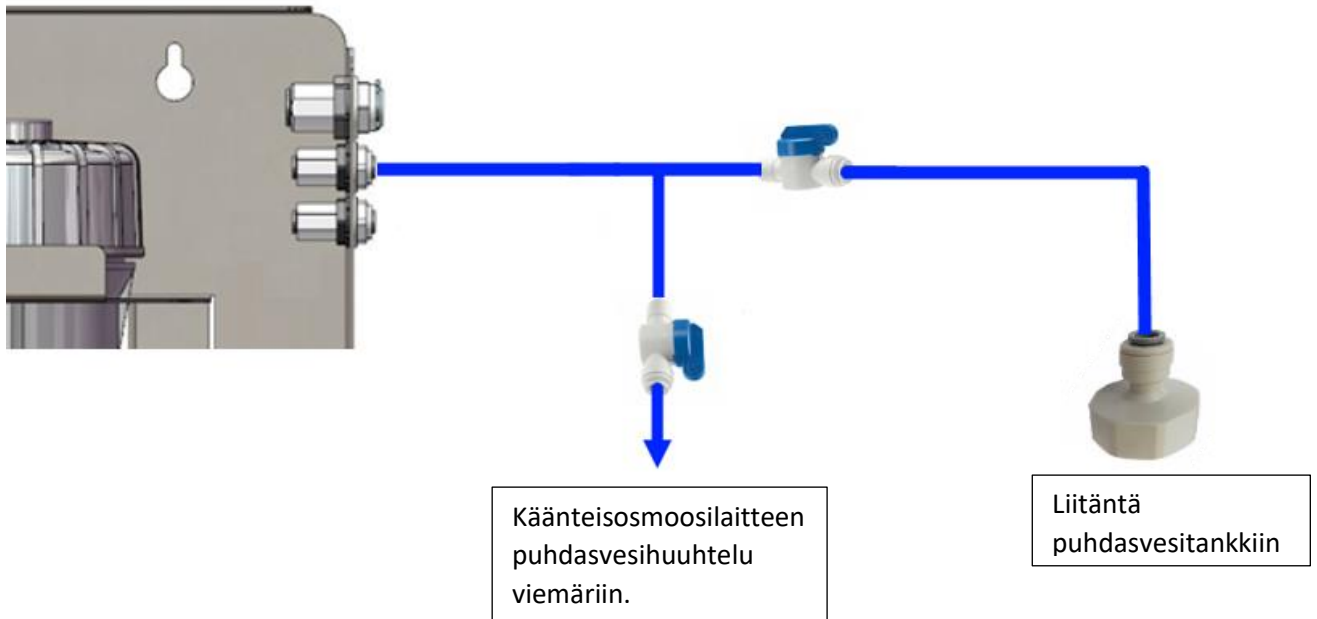 Käänteisosmoosilaitteen
puhdasvesihuuhtelu
viemäriin.
Liitäntä
puhdasvesitankkiin